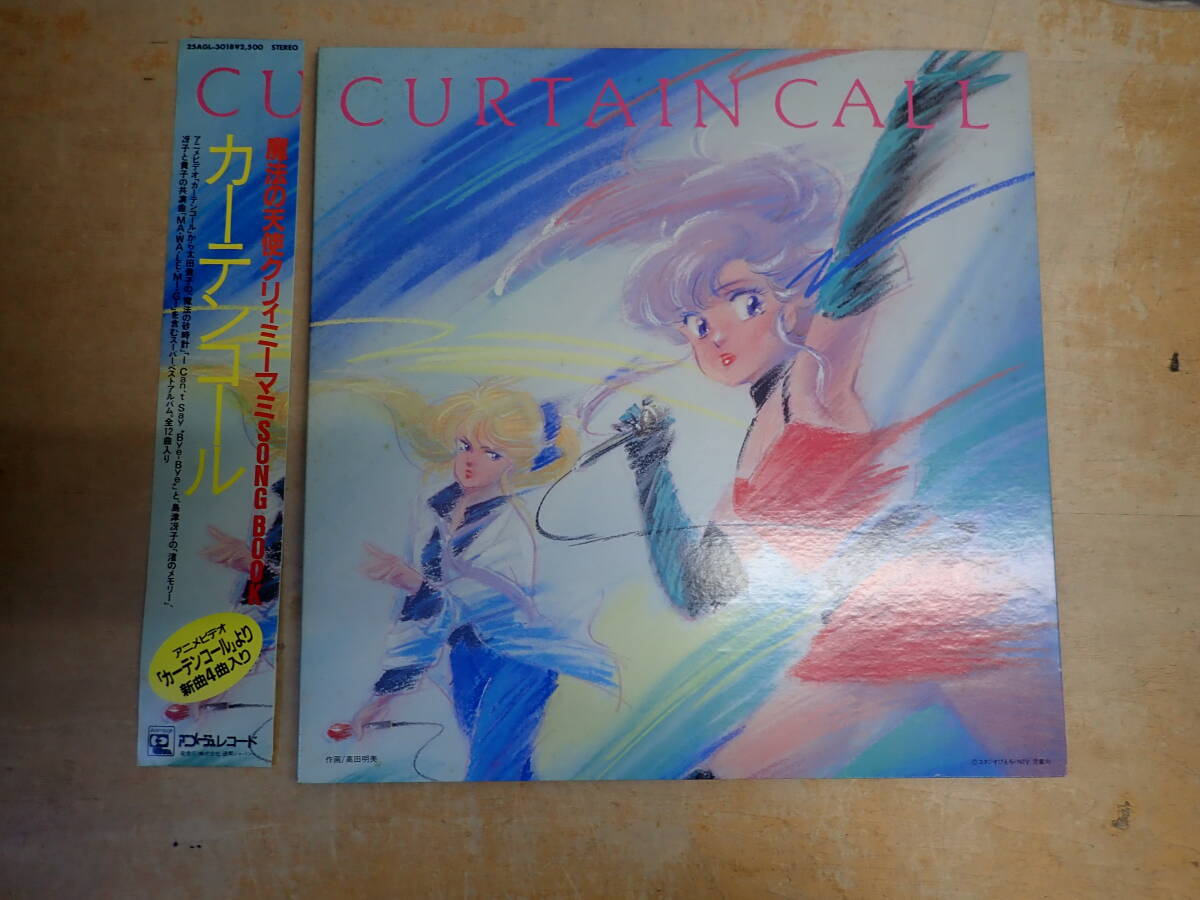 25AGL-3018 ¥2,500 STEREO
CU
魔法の天使クリィミーマミSONG BOOK
カーテンコール
アニメビデオ「カーテンコール」から太田貴子の、「魔法の砂時計」、「I Can't Say "Bye-Bye"」と、島津冴子の、「渚のメモリー」、
冴子と貴子の共演曲「MA・WA・LE・MI・GI」を含むスーパーベストアルバム。全12曲入り
アニメビデオ
「カーテンコール」より
新曲4曲入り
アニメージュレコード
CURTAIN CALL
作画/高田明美